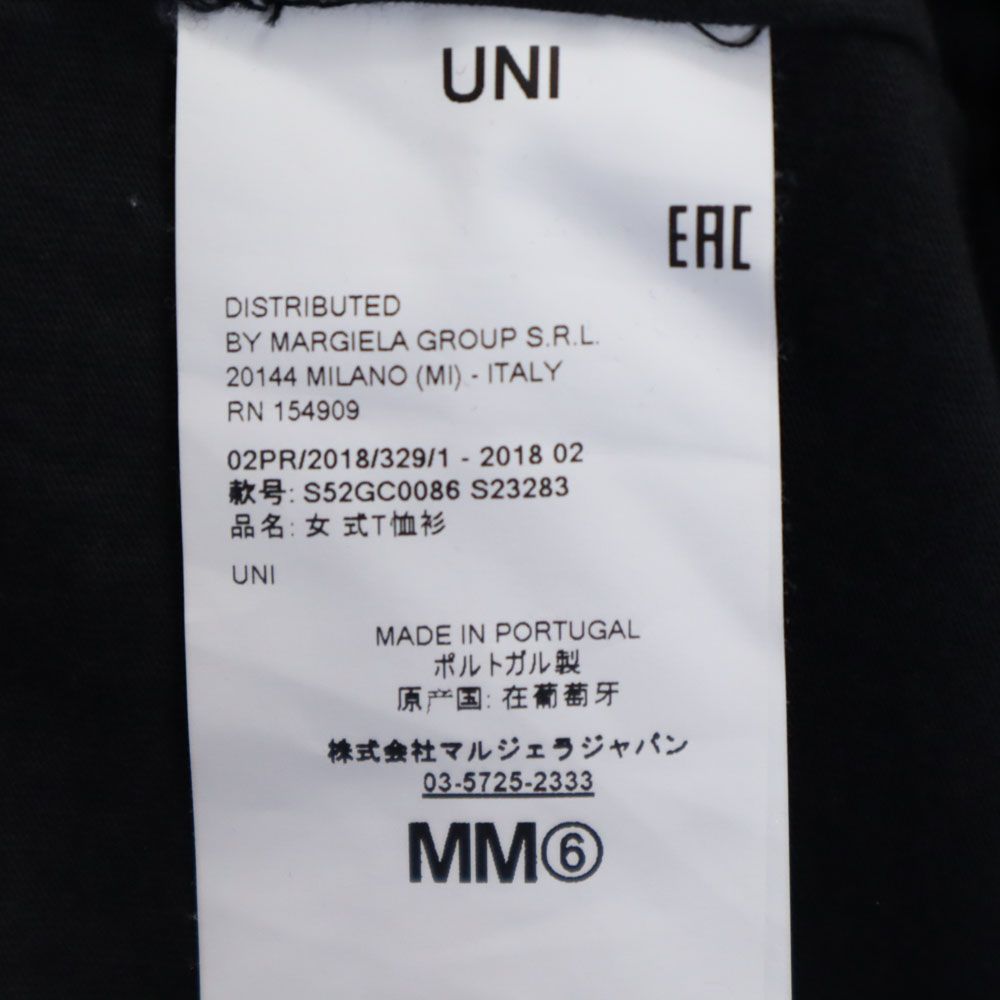 UNI
EAC
DISTRIBUTED
BY MARGIELA GROUP S.R.L.
20144 MILANO (MI) - ITALY
RN 154909
02PR/2018/329/1 - 2018 02
款号: S52GC0086 S23283
品名: 女 式T恤衫
UNI
MADE IN PORTUGAL
ポルトガル製
原产国: 在葡萄牙
株式会社マルジェラジャパン
03-5725-2333
MM⑥